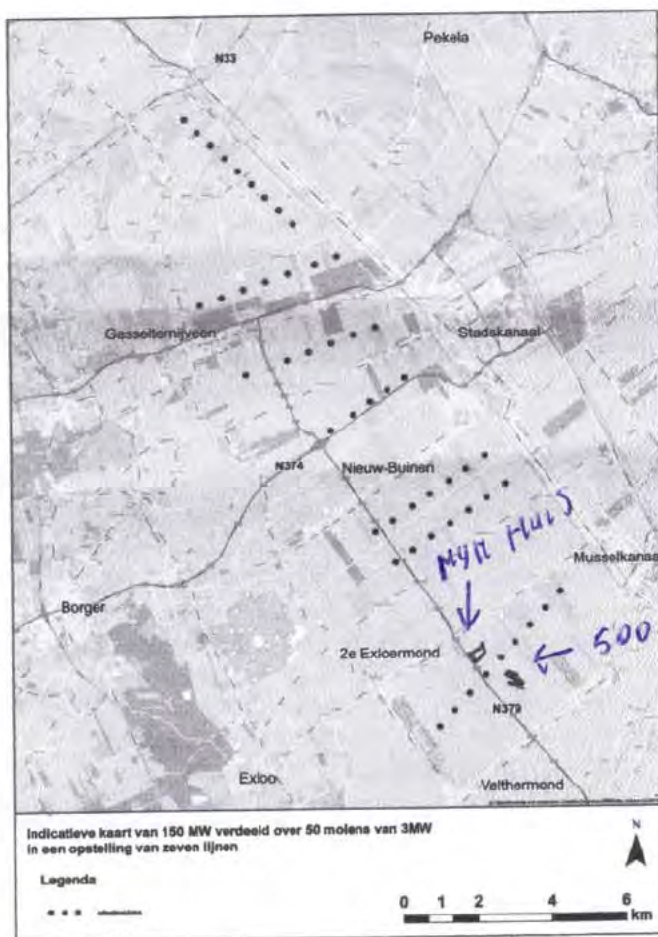 Pekela
N33
Gasselternijveen
Stadskanaal
N374
Nieuw-Buinen
MIJN HUIS
Musselkanaal
Borger
2e Exloermond
500
N379
Exloo
Valthermond
Indicatieve kaart van 150 MW verdeeld over 50 molens van 3MW
in een opstelling van zeven lijnen
N
Legenda
0 1 2 4 6
km